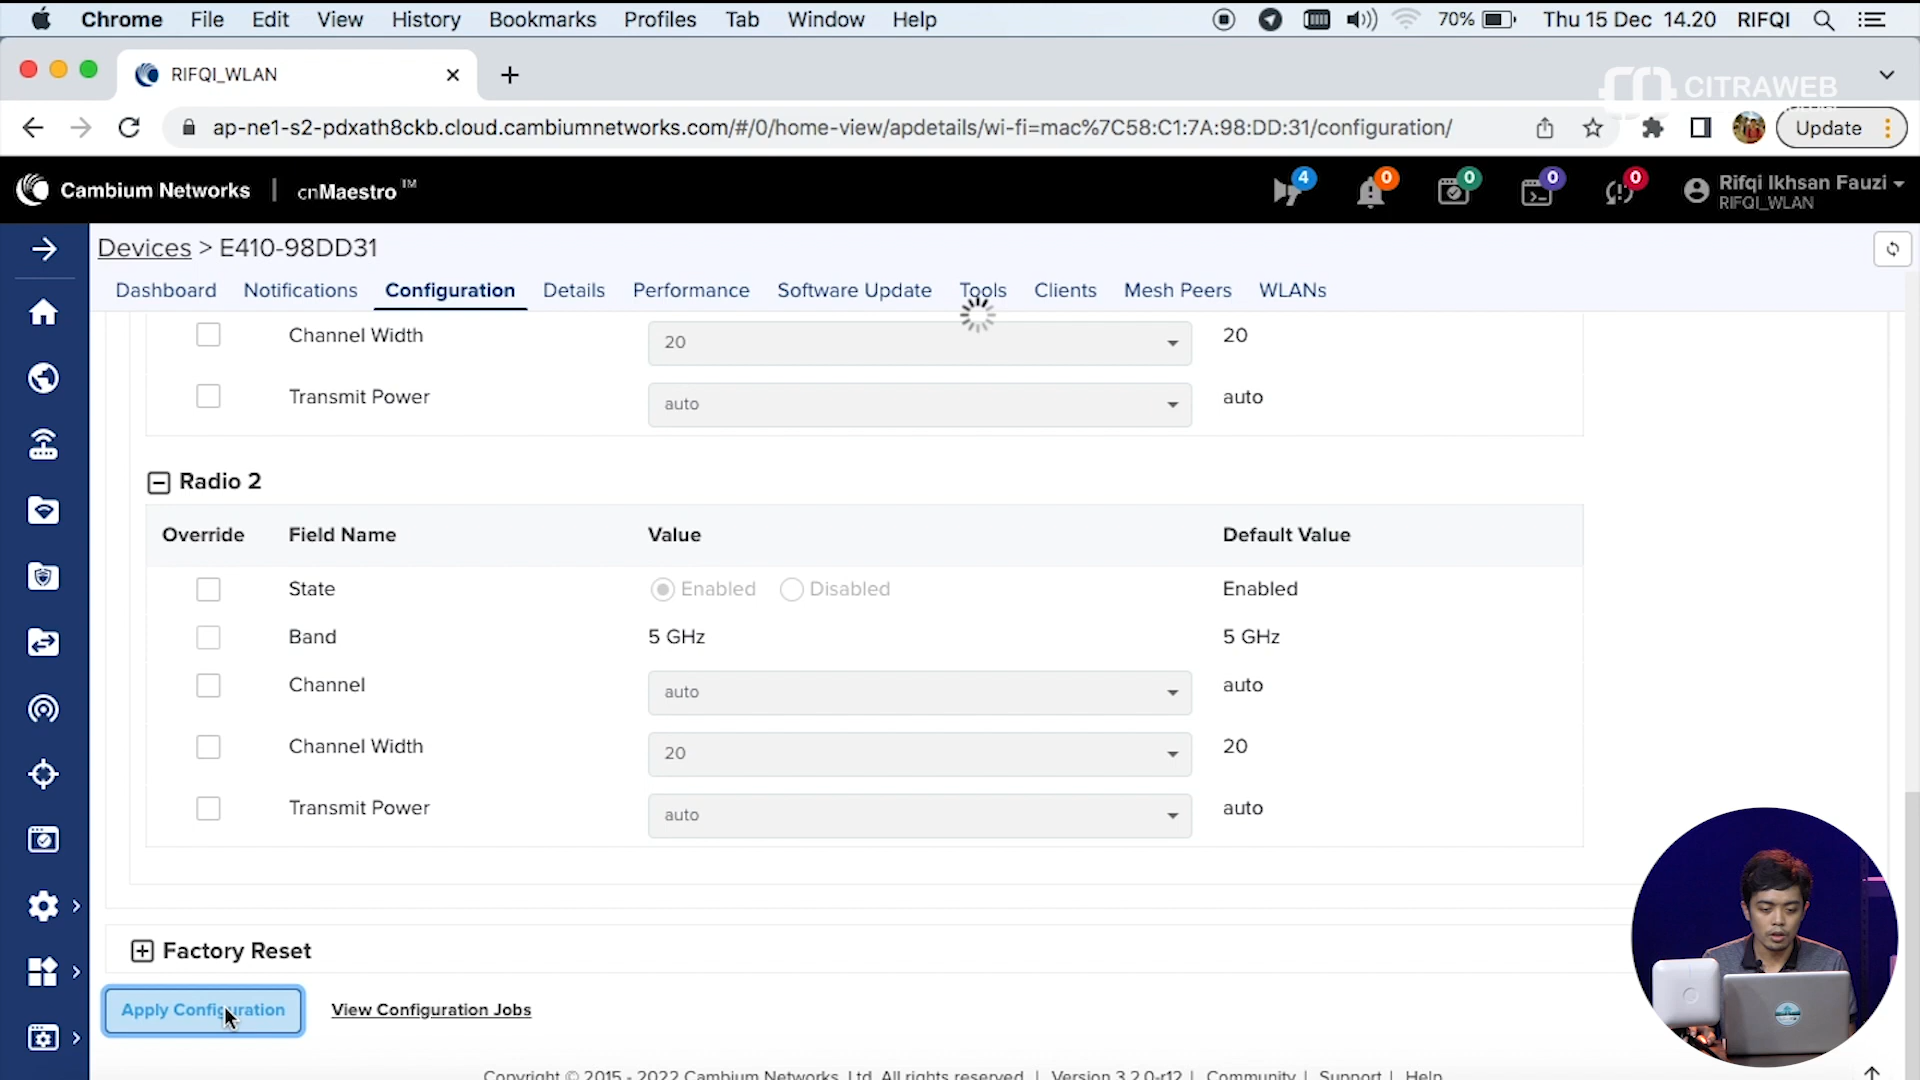 Chrome File Edit View History Bookmarks Profiles Tab Window Help 70% Thu 15 Dec 14.20 RIFQI
RIFQI_WLAN
CITRAWEB
ap-ne1-s2-pdxath8ckb.cloud.cambiumnetworks.com/#/0/home-view/apdetails/wi-fi=mac%7C58:C1:7A:98:DD:31/configuration/ Update
Cambium Networks | cnMaestro™ 4 0 0 0 0 Rifqi Ikhsan Fauzi
RIFQI_WLAN
Devices > E410-98DD31
Dashboard Notifications Configuration Details Performance Software Update Tools Clients Mesh Peers WLANs
Channel Width 20 20
Transmit Power auto auto
Radio 2
Override Field Name Value Default Value
State Enabled Disabled Enabled
Band 5 GHz 5 GHz
Channel auto auto
Channel Width 20 20
Transmit Power auto auto
Factory Reset
Apply Configuration View Configuration Jobs
Copyright © 2015 - 2022 Cambium Networks, Ltd. All rights reserved. | Version 3.2.0-r12 | Community | Support | Help